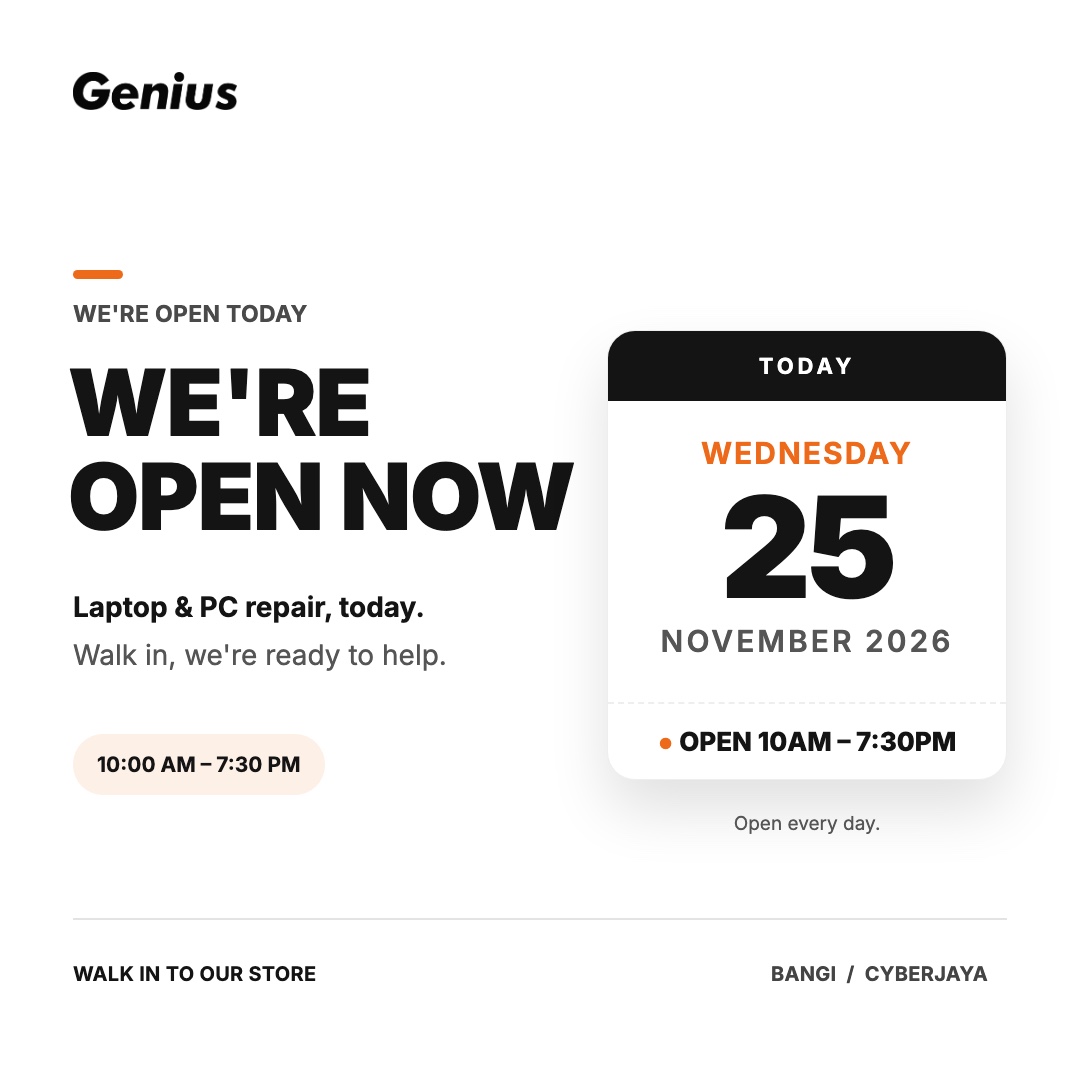 Genius
WE'RE OPEN TODAY
WE'RE
OPEN NOW
Laptop & PC repair, today.
Walk in, we're ready to help.
10:00 AM – 7:30 PM
TODAY
WEDNESDAY
25
NOVEMBER 2026
OPEN 10AM – 7:30PM
Open every day.
WALK IN TO OUR STORE
BANGI / CYBERJAYA